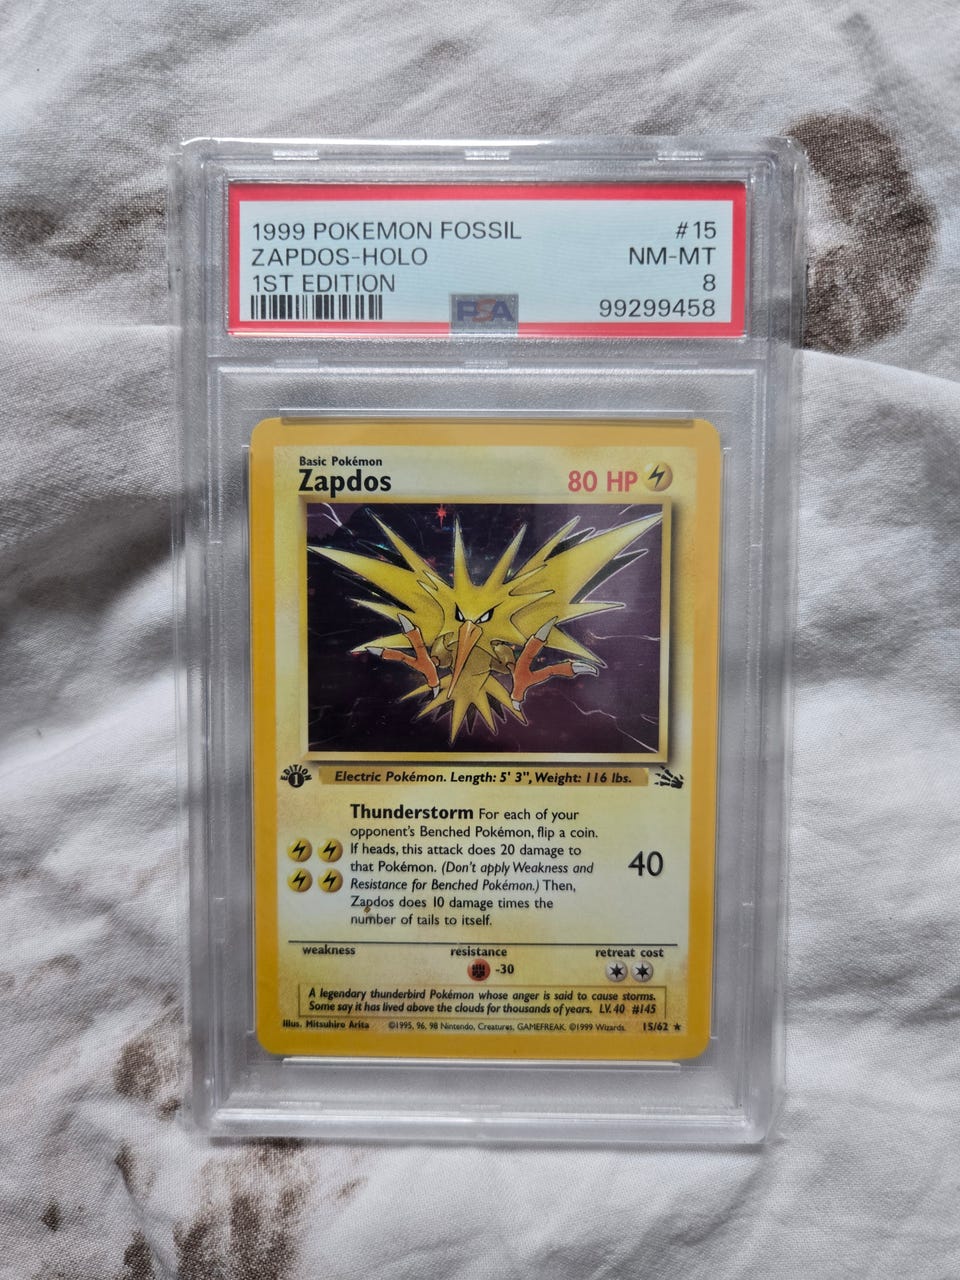 1999 POKEMON FOSSIL #15
ZAPDOS-HOLO NM-MT
1ST EDITION 8
PSA 99299458
Basic Pokémon
Zapdos 80 HP
EDITION 1
Electric Pokémon. Length: 5' 3", Weight: 116 lbs.
Thunderstorm For each of your
opponent's Benched Pokémon, flip a coin.
If heads, this attack does 20 damage to
that Pokémon. (Don't apply Weakness and
Resistance for Benched Pokémon.) Then,
Zapdos does 10 damage times the
number of tails to itself.
40
weakness resistance retreat cost
-30
A legendary thunderbird Pokémon whose anger is said to cause storms.
Some say it has lived above the clouds for thousands of years. LV. 40 #145
Illus. Mitsuhiro Arita ©1995, 96, 98 Nintendo, Creatures, GAMEFREAK. ©1999 Wizards. 15/62 ★